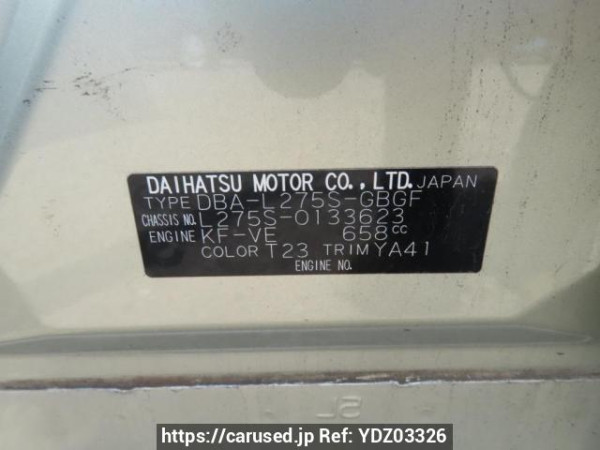 DAIHATSU MOTOR CO., LTD. JAPAN
TYPE DBA-L275S-GBGF
CHASSIS NO. L275S-0133623
ENGINE KF-VE 658CC
COLOR T23 TRIM YA41
ENGINE NO.
https://carused.jp Ref: YDZ03326